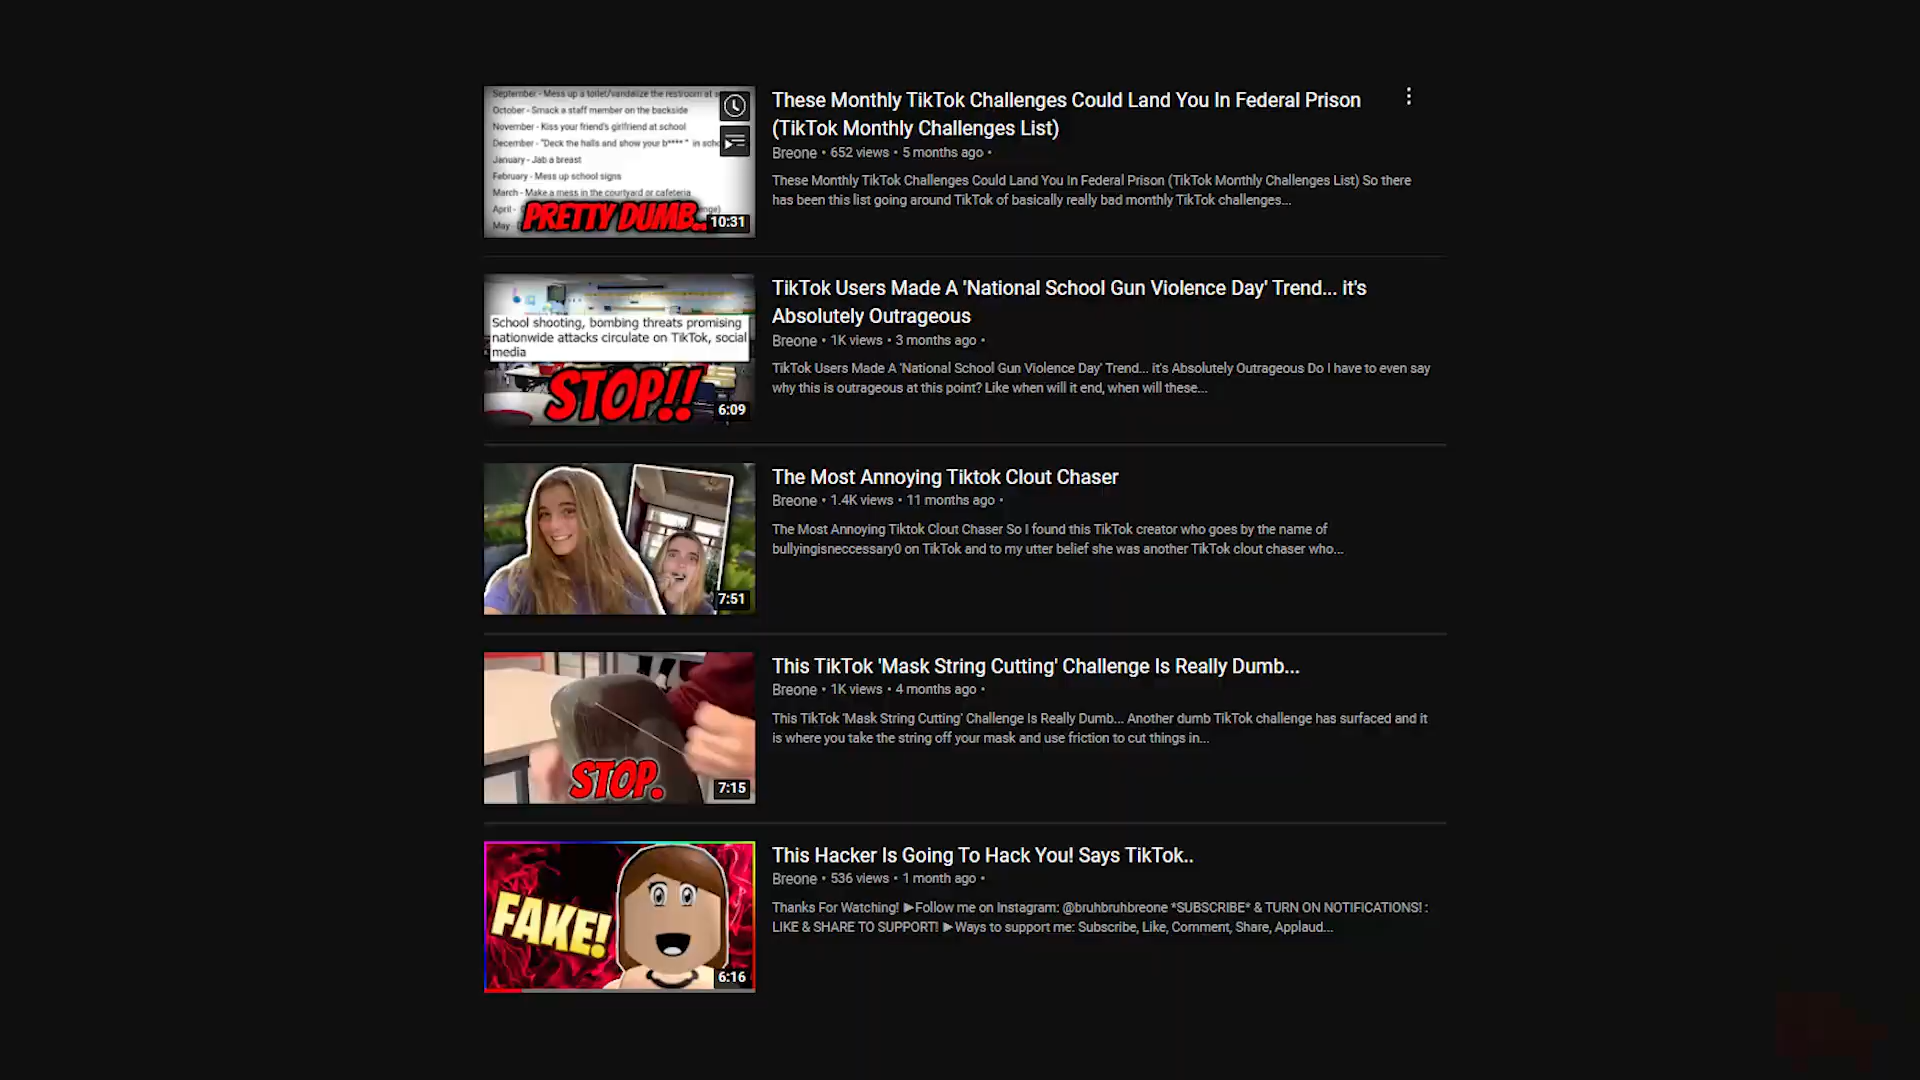 September - Mess up a toilet/vandalize the restroom at
October - Smack a staff member on the backside
November - Kiss your friend's girlfriend at school
December - "Deck the halls and show your b**** " in
January - Jab a breast
February - Mess up school signs
March - Make a mess in the courtyard or cafeteria
April -
May -
PRETTY DUMB..
10:31
These Monthly TikTok Challenges Could Land You In Federal Prison
(TikTok Monthly Challenges List)
Breone • 652 views • 5 months ago •
These Monthly TikTok Challenges Could Land You In Federal Prison (TikTok Monthly Challenges List) So there
has been this list going around TikTok of basically really bad monthly TikTok challenges...
School shooting, bombing threats promising
nationwide attacks circulate on TikTok, social
media
STOP!!
6:09
TikTok Users Made A 'National School Gun Violence Day' Trend... it's
Absolutely Outrageous
Breone • 1K views • 3 months ago •
TikTok Users Made A 'National School Gun Violence Day' Trend... it's Absolutely Outrageous Do I have to even say
why this is outrageous at this point? Like when will it end, when will these...
7:51
The Most Annoying Tiktok Clout Chaser
Breone • 1.4K views • 11 months ago •
The Most Annoying Tiktok Clout Chaser So I found this TikTok creator who goes by the name of
bullyingisneccessary0 on TikTok and to my utter belief she was another TikTok clout chaser who...
STOP.
7:15
This TikTok 'Mask String Cutting' Challenge Is Really Dumb...
Breone • 1K views • 4 months ago •
This TikTok 'Mask String Cutting' Challenge Is Really Dumb... Another dumb TikTok challenge has surfaced and it
is where you take the string off your mask and use friction to cut things in...
FAKE!
6:16
This Hacker Is Going To Hack You! Says TikTok..
Breone • 536 views • 1 month ago •
Thanks For Watching! ►Follow me on Instagram: @bruhbruhbreone *SUBSCRIBE* & TURN ON NOTIFICATIONS! :
LIKE & SHARE TO SUPPORT! ►Ways to support me: Subscribe, Like, Comment, Share, Applaud...